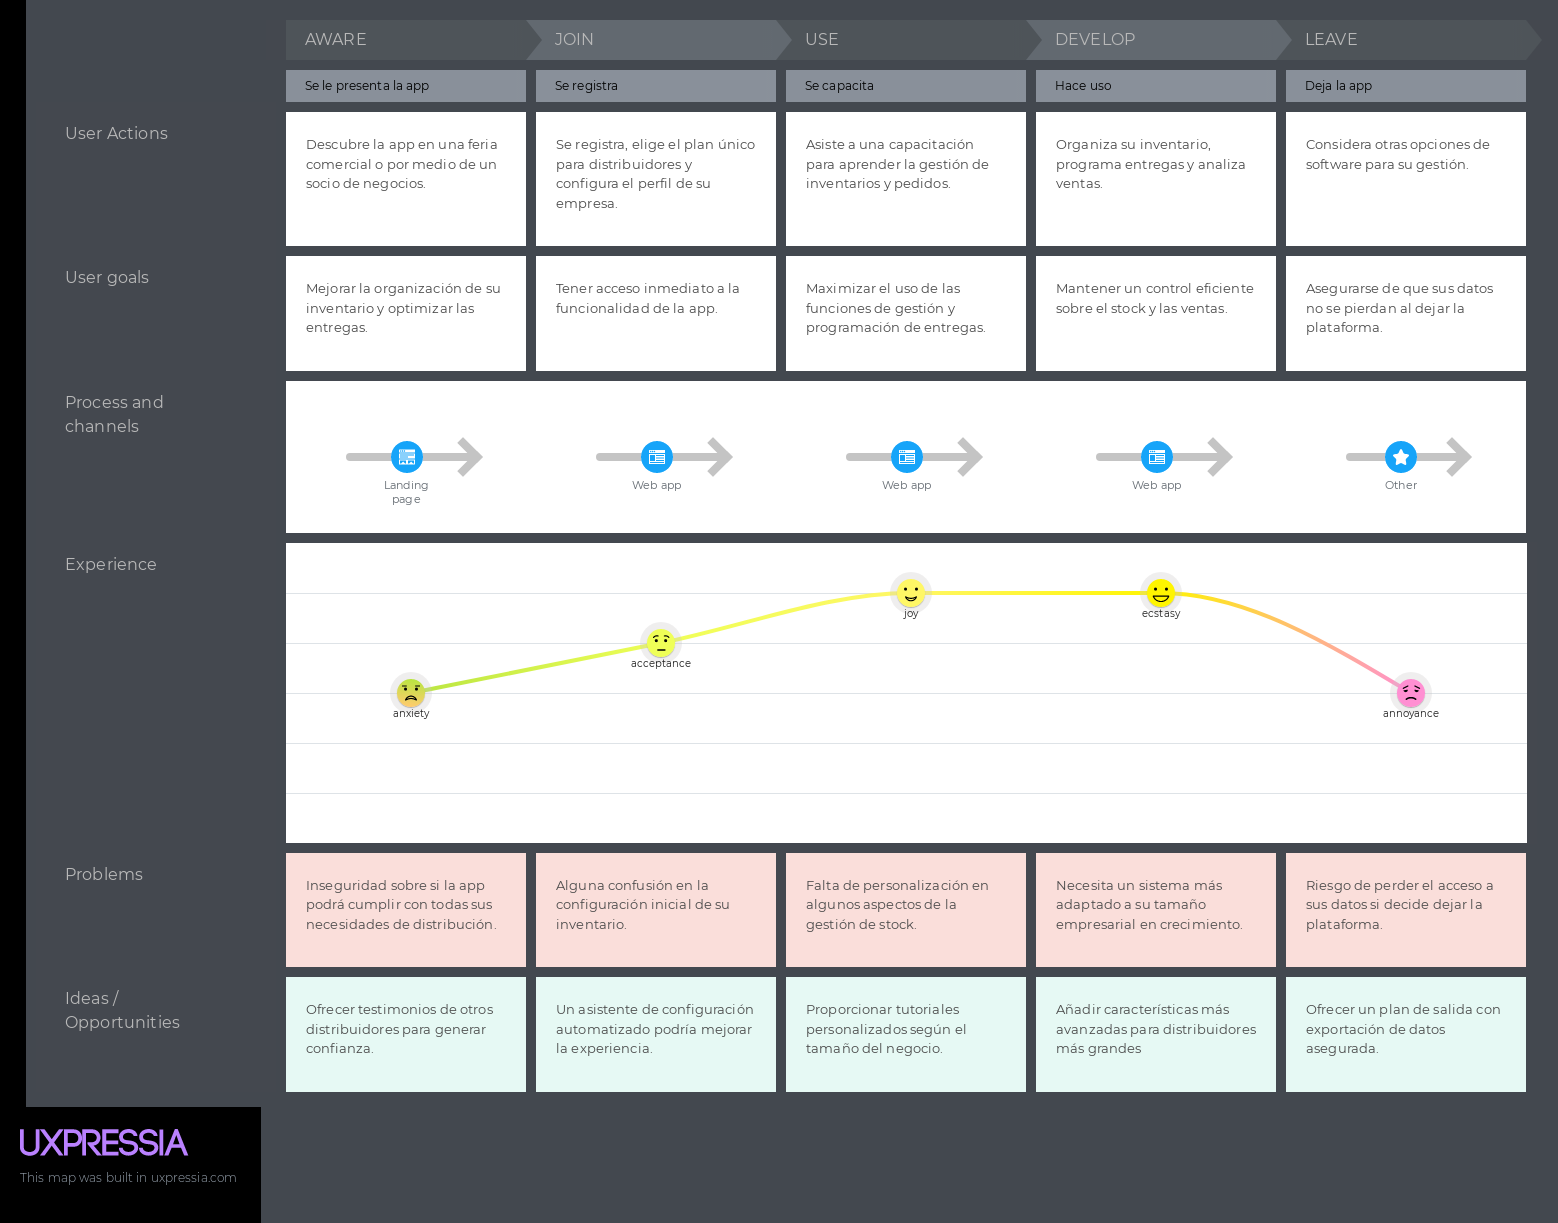 AWARE
JOIN
USE
DEVELOP
LEAVE
Se le presenta la app
Se registra
Se capacita
Hace uso
Deja la app
User Actions
Descubre la app en una feria
comercial o por medio de un
socio de negocios.
Se registra, elige el plan único
para distribuidores y
configura el perfil de su
empresa.
Asiste a una capacitación
para aprender la gestión de
inventarios y pedidos.
Organiza su inventario,
programa entregas y analiza
ventas.
Considera otras opciones de
software para su gestión.
User goals
Mejorar la organización de su
inventario y optimizar las
entregas.
Tener acceso inmediato a la
funcionalidad de la app.
Maximizar el uso de las
funciones de gestión y
programación de entregas.
Mantener un control eficiente
sobre el stock y las ventas.
Asegurarse de que sus datos
no se pierdan al dejar la
plataforma.
Process and
channels
Landing
page
Web app
Web app
Web app
Other
Experience
anxiety
acceptance
joy
ecstasy
annoyance
Problems
Inseguridad sobre si la app
podrá cumplir con todas sus
necesidades de distribución.
Alguna confusión en la
configuración inicial de su
inventario.
Falta de personalización en
algunos aspectos de la
gestión de stock.
Necesita un sistema más
adaptado a su tamaño
empresarial en crecimiento.
Riesgo de perder el acceso a
sus datos si decide dejar la
plataforma.
Ideas /
Opportunities
Ofrecer testimonios de otros
distribuidores para generar
confianza.
Un asistente de configuración
automatizado podría mejorar
la experiencia.
Proporcionar tutoriales
personalizados según el
tamaño del negocio.
Añadir características más
avanzadas para distribuidores
más grandes
Ofrecer un plan de salida con
exportación de datos
asegurada.
UXPRESSIA
This map was built in uxpressia.com